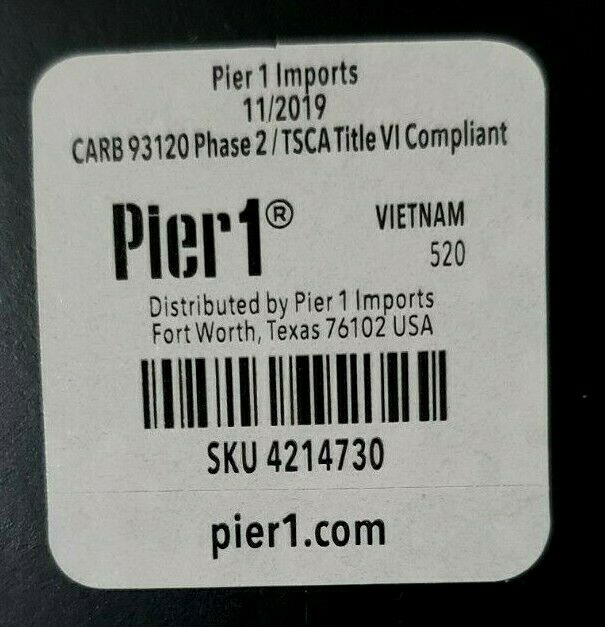 Pier 1 Imports
11/2019
CARB 93120 Phase 2 / TSCA Title VI Compliant
Pier1® VIETNAM
520
Distributed by Pier 1 Imports
Fort Worth, Texas 76102 USA
SKU 4214730
pier1.com